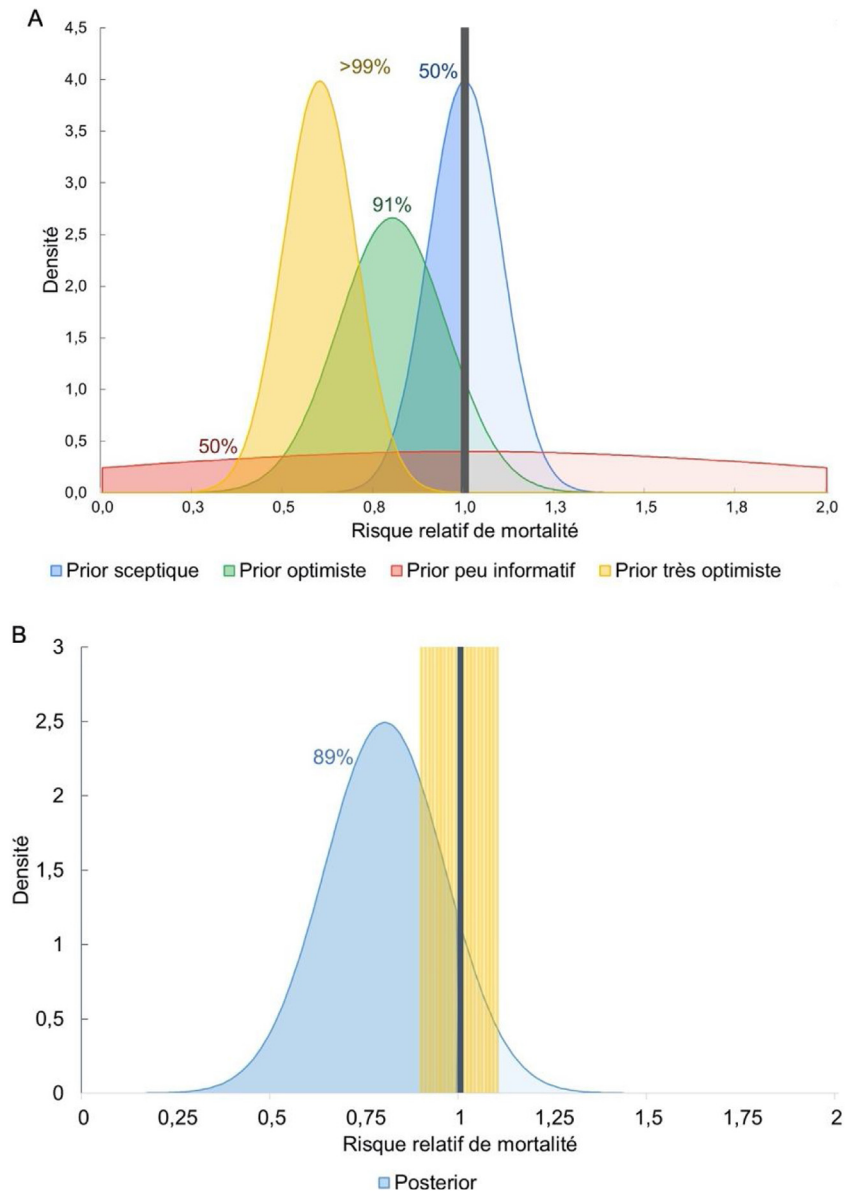 A
4,5
4,0
3,5
3,0
2,5
2,0
1,5
1,0
0,5
0,0
Densité
>99%
50%
91%
50%
0,0 0,3 0,5 0,8 1,0 1,3 1,5 1,8 2,0
Risque relatif de mortalité
Prior sceptique Prior optimiste Prior peu informatif Prior très optimiste
B
3
2,5
2
1,5
1
0,5
0
Densité
89%
0 0,25 0,5 0,75 1 1,25 1,5 1,75 2
Risque relatif de mortalité
Posterior